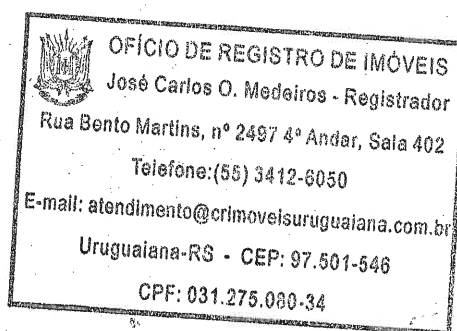 OFÍCIO DE REGISTRO DE IMÓVEIS
José Carlos O. Medeiros - Registrador
Rua Bento Martins, nº 2497 4º Andar, Sala 402
Telefone:(55) 3412-6050
E-mail: atendimento@crimoveisuruguaiana.com.br
Uruguaiana-RS - CEP: 97.501-546
CPF: 031.275.080-34